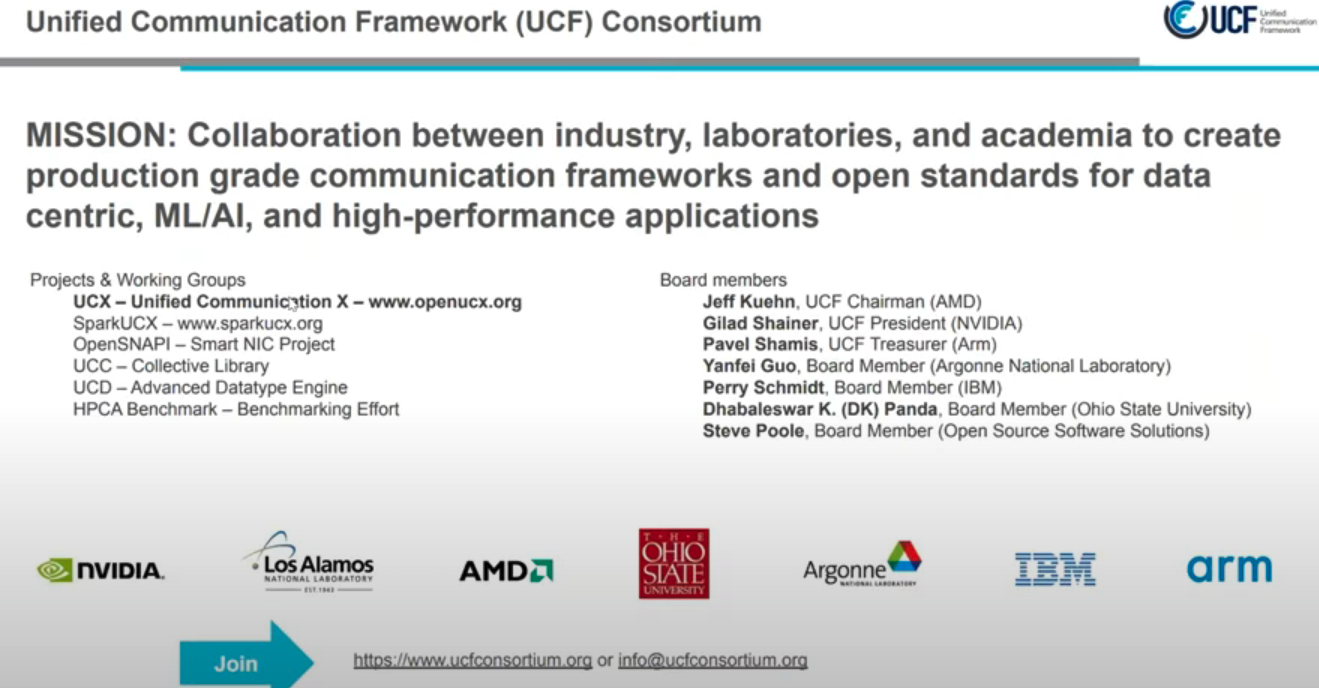 Unified Communication Framework (UCF) Consortium
UCF Unified
Communication
Framework
MISSION: Collaboration between industry, laboratories, and academia to create
production grade communication frameworks and open standards for data
centric, ML/AI, and high-performance applications
Projects & Working Groups
UCX – Unified Communication X – www.openucx.org
SparkUCX – www.sparkucx.org
OpenSNAPI – Smart NIC Project
UCC – Collective Library
UCD – Advanced Datatype Engine
HPCA Benchmark – Benchmarking Effort
Board members
Jeff Kuehn, UCF Chairman (AMD)
Gilad Shainer, UCF President (NVIDIA)
Pavel Shamis, UCF Treasurer (Arm)
Yanfei Guo, Board Member (Argonne National Laboratory)
Perry Schmidt, Board Member (IBM)
Dhabaleswar K. (DK) Panda, Board Member (Ohio State University)
Steve Poole, Board Member (Open Source Software Solutions)
NVIDIA.
Los Alamos
NATIONAL LABORATORY
EST.1943
AMD
T·H·E
OHIO
STATE
UNIVERSITY
Argonne
NATIONAL LABORATORY
IBM
arm
Join
https://www.ucfconsortium.org or info@ucfconsortium.org